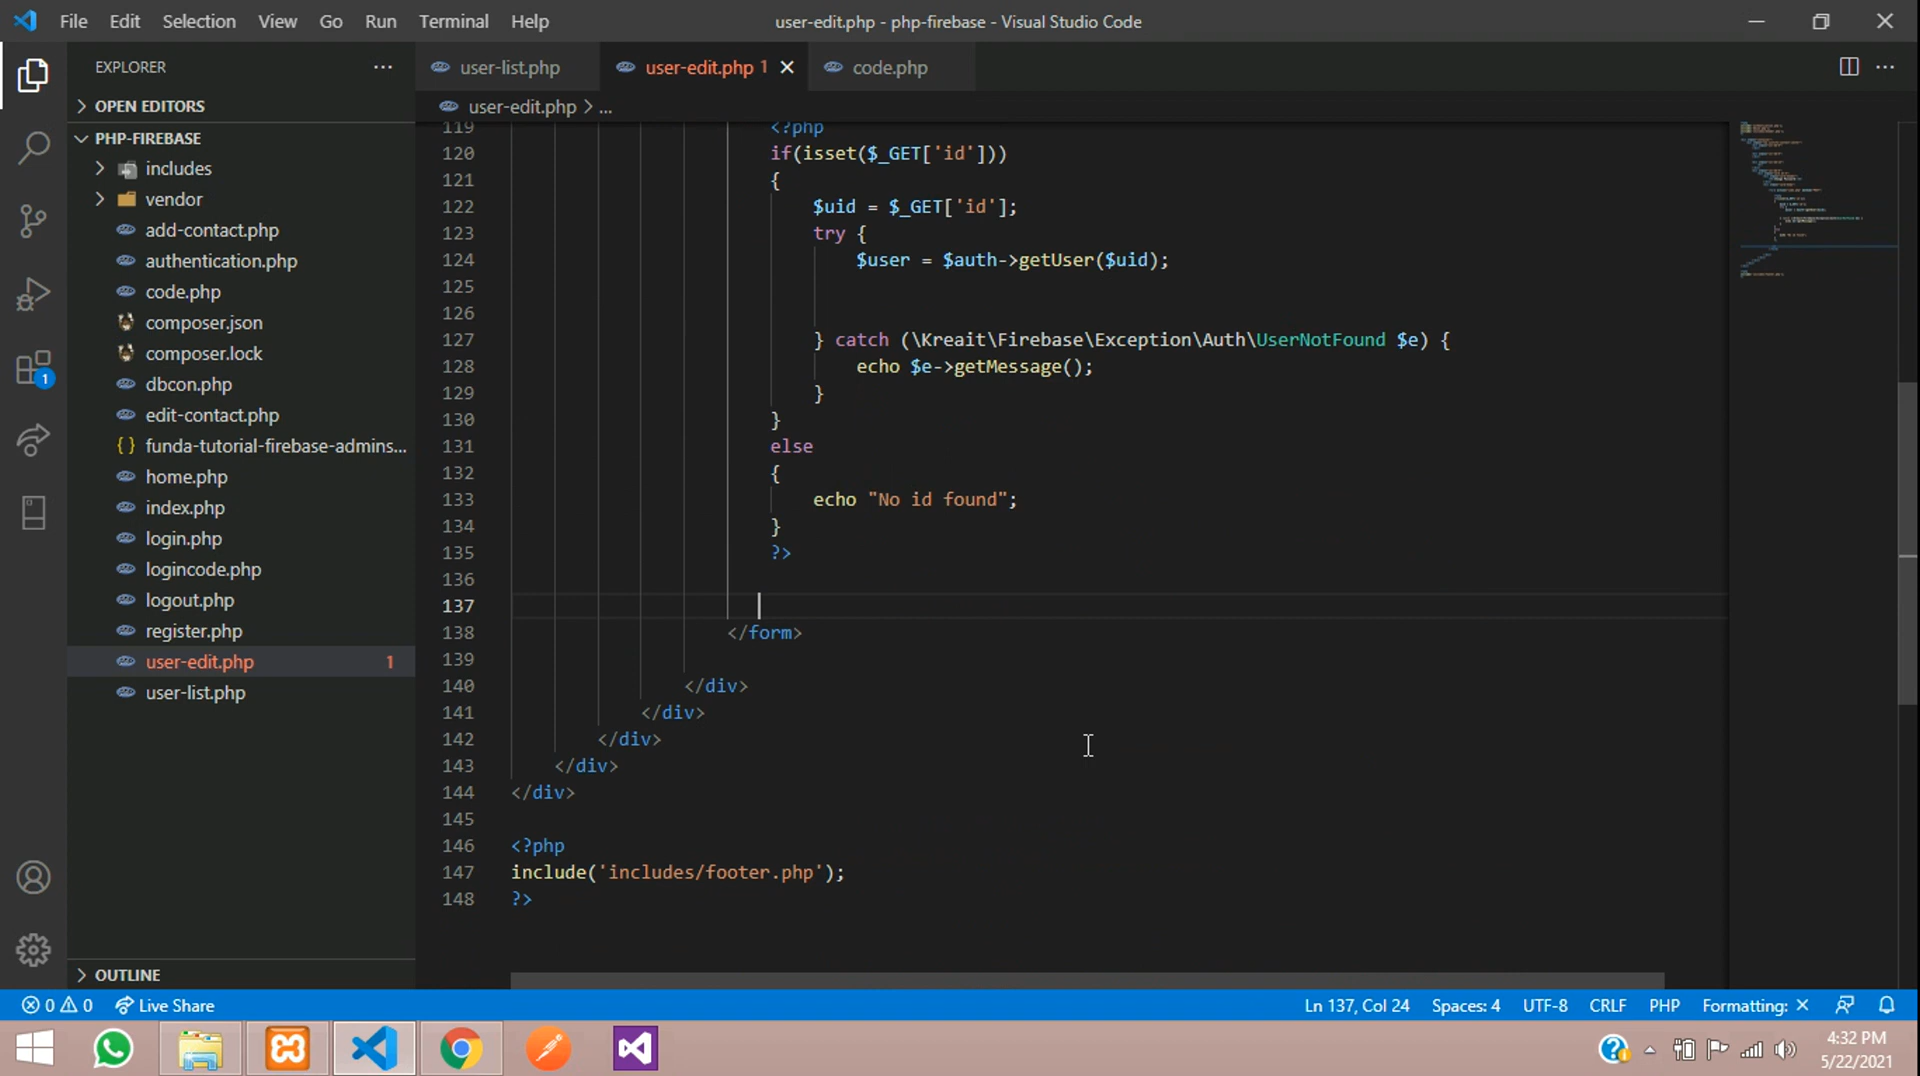 File Edit Selection View Go Run Terminal Help
user-edit.php - php-firebase - Visual Studio Code
EXPLORER
user-list.php
user-edit.php 1
code.php
OPEN EDITORS
user-edit.php > ...
PHP-FIREBASE
includes
vendor
add-contact.php
authentication.php
code.php
composer.json
composer.lock
dbcon.php
edit-contact.php
{ } funda-tutorial-firebase-admins...
home.php
index.php
login.php
logincode.php
logout.php
register.php
user-edit.php 1
user-list.php
OUTLINE
1
119 <?php
120 if(isset($_GET['id']))
121 {
122 $uid = $_GET['id'];
123 try {
124 $user = $auth->getUser($uid);
125
126
127 } catch (\Kreait\Firebase\Exception\Auth\UserNotFound $e) {
128 echo $e->getMessage();
129 }
130 }
131 else
132 {
133 echo "No id found";
134 }
135 ?>
136
137
138 </form>
139
140 </div>
141 </div>
142 </div>
143 </div>
144 </div>
145
146 <?php
147 include('includes/footer.php');
148 ?>
0 0 Live Share
Ln 137, Col 24 Spaces: 4 UTF-8 CRLF PHP Formatting: ×
4:32 PM
5/22/2021